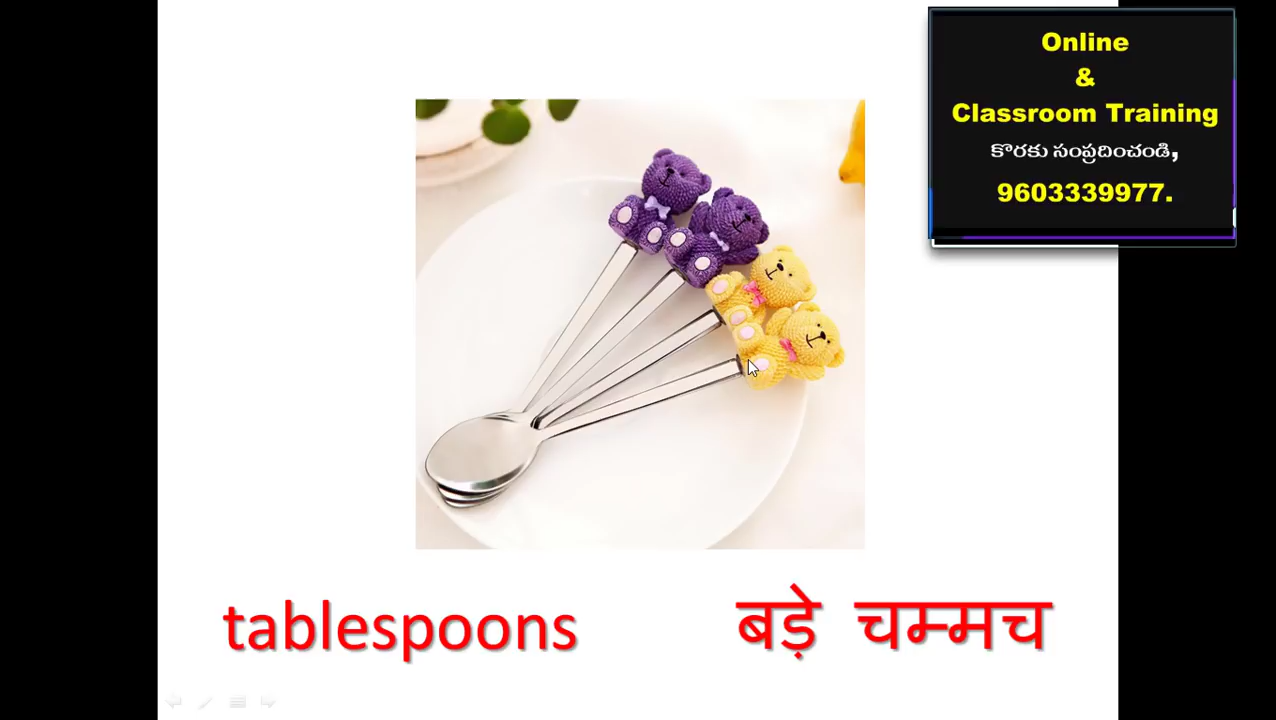 Online
&
Classroom Training
కొరకు సంప్రదించండి,
9603339977.
tablespoons बड़े चम्मच